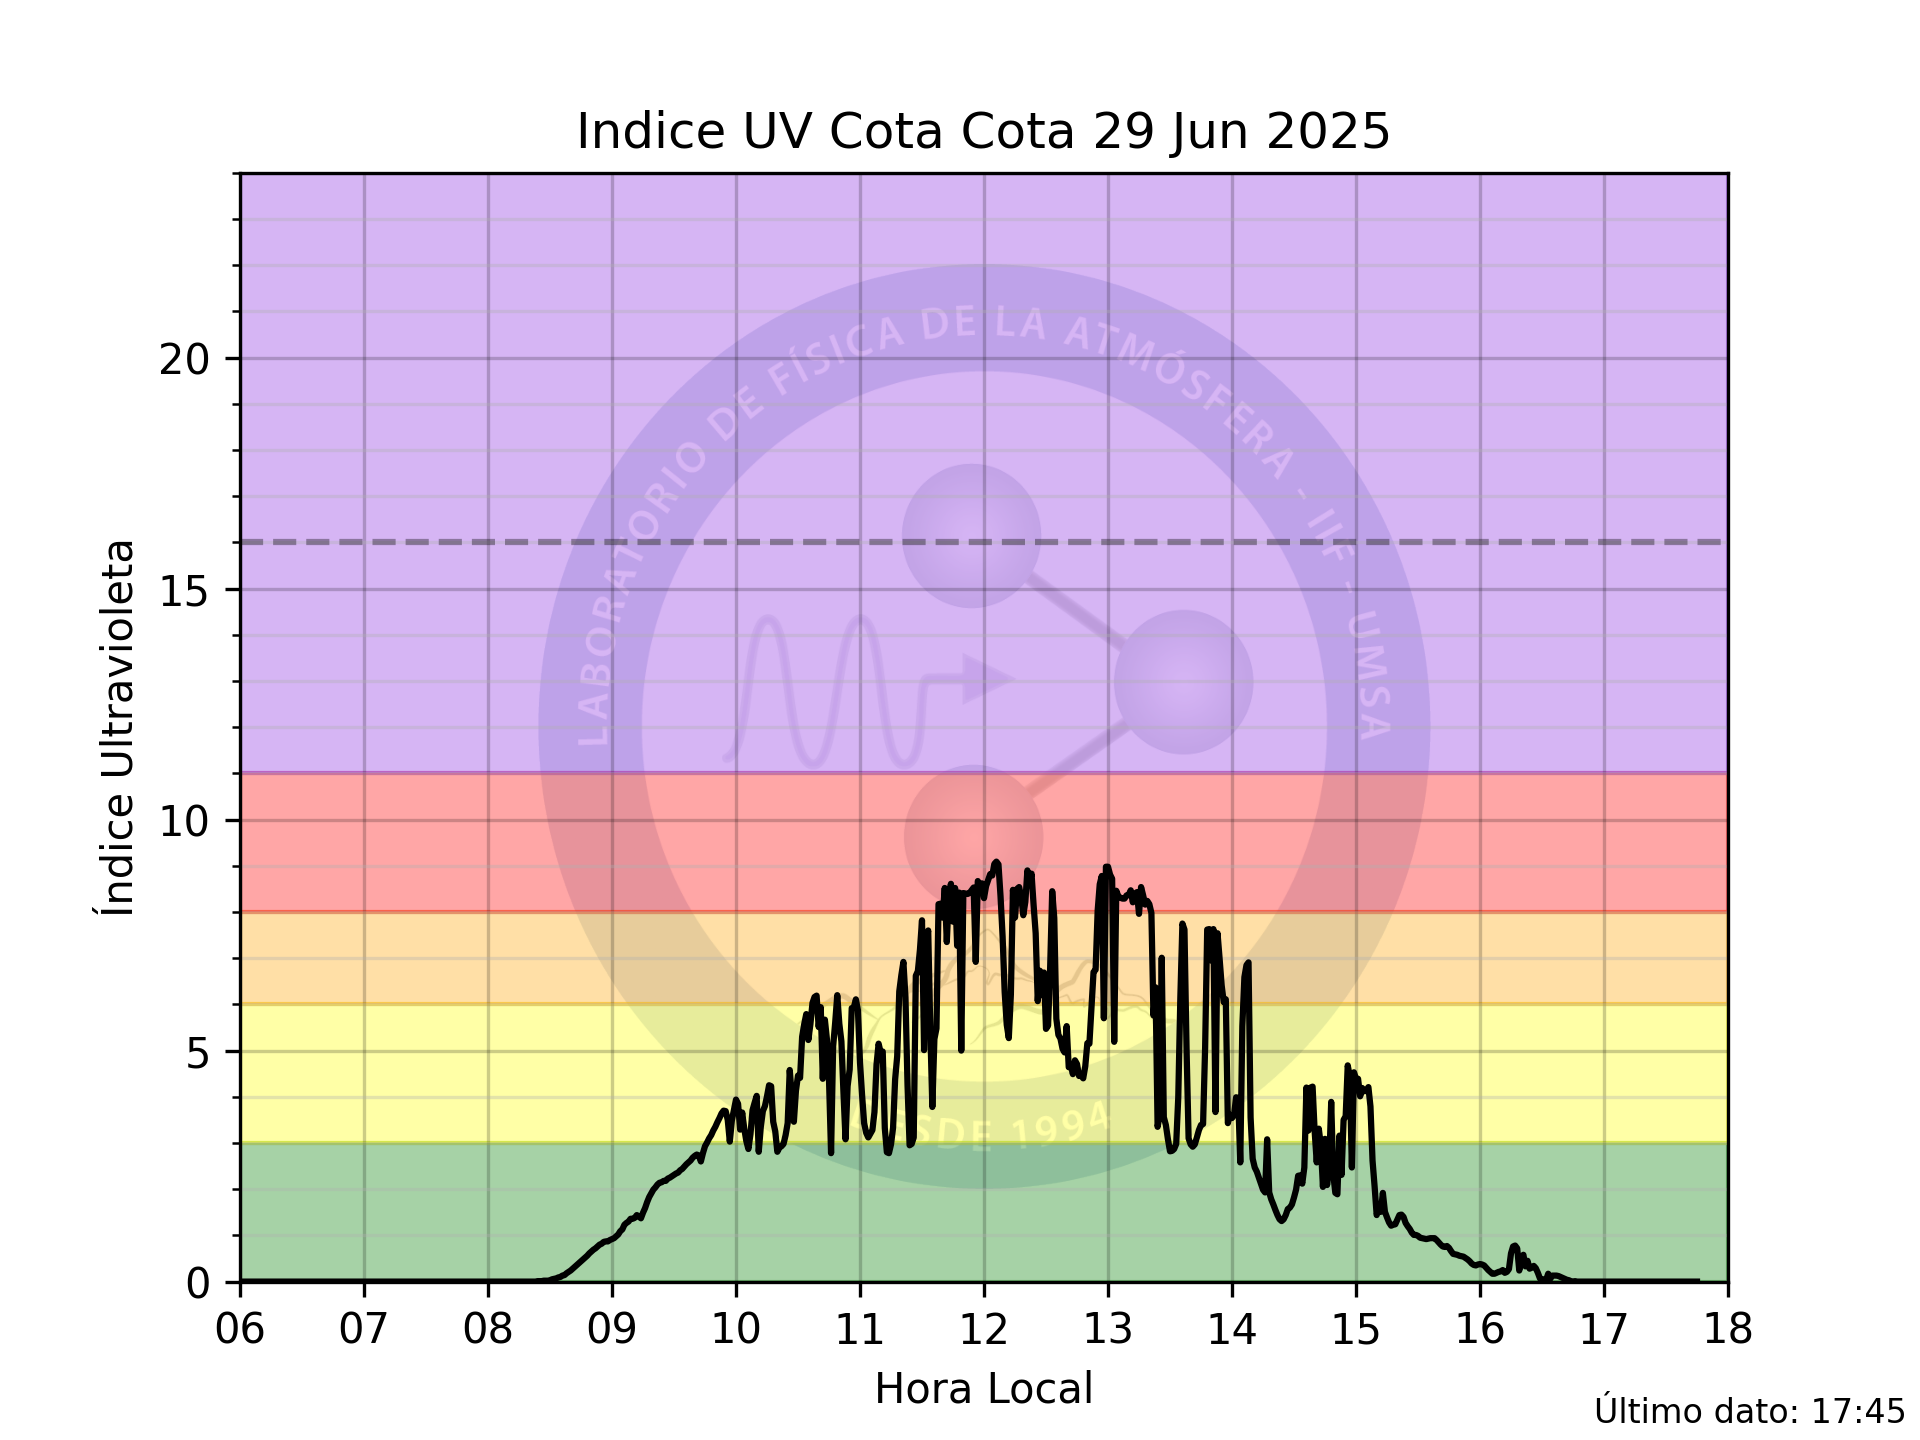 Indice UV Cota Cota 29 Jun 2025
Índice Ultravioleta
20
15
10
5
0
LABORATORIO DE FÍSICA DE LA ATMÓSFERA - IIF - UMSA
DESDE 1994
06 07 08 09 10 11 12 13 14 15 16 17 18
Hora Local
Último dato: 17:45